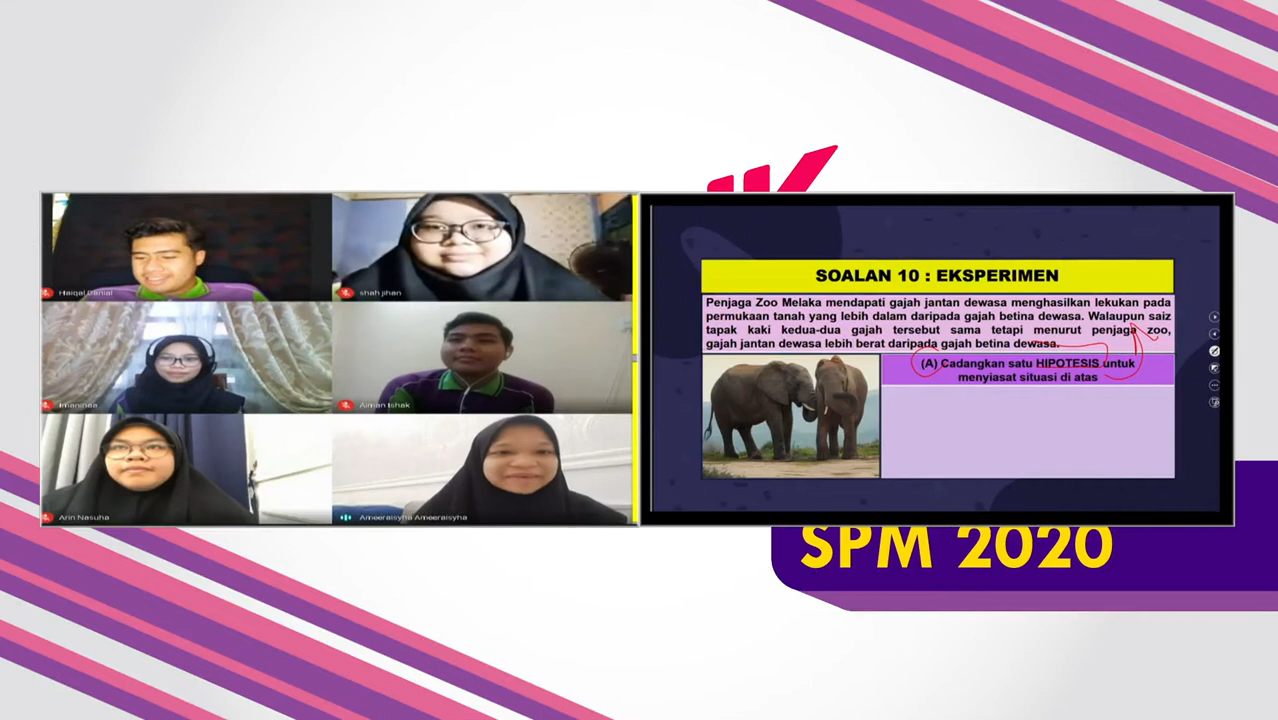 Haiqal Danial
shah jihan
Aiman Ishak
Arin Nasuha
Ameeraisyha Ameeraisyha
SOALAN 10 : EKSPERIMEN
Penjaga Zoo Melaka mendapati gajah jantan dewasa menghasilkan lekukan pada
permukaan tanah yang lebih dalam daripada gajah betina dewasa. Walaupun saiz
tapak kaki kedua-dua gajah tersebut sama tetapi menurut penjaga zoo,
gajah jantan dewasa lebih berat daripada gajah betina dewasa.
(A) Cadangkan satu HIPOTESIS untuk
menyiasat situasi di atas
SPM 2020